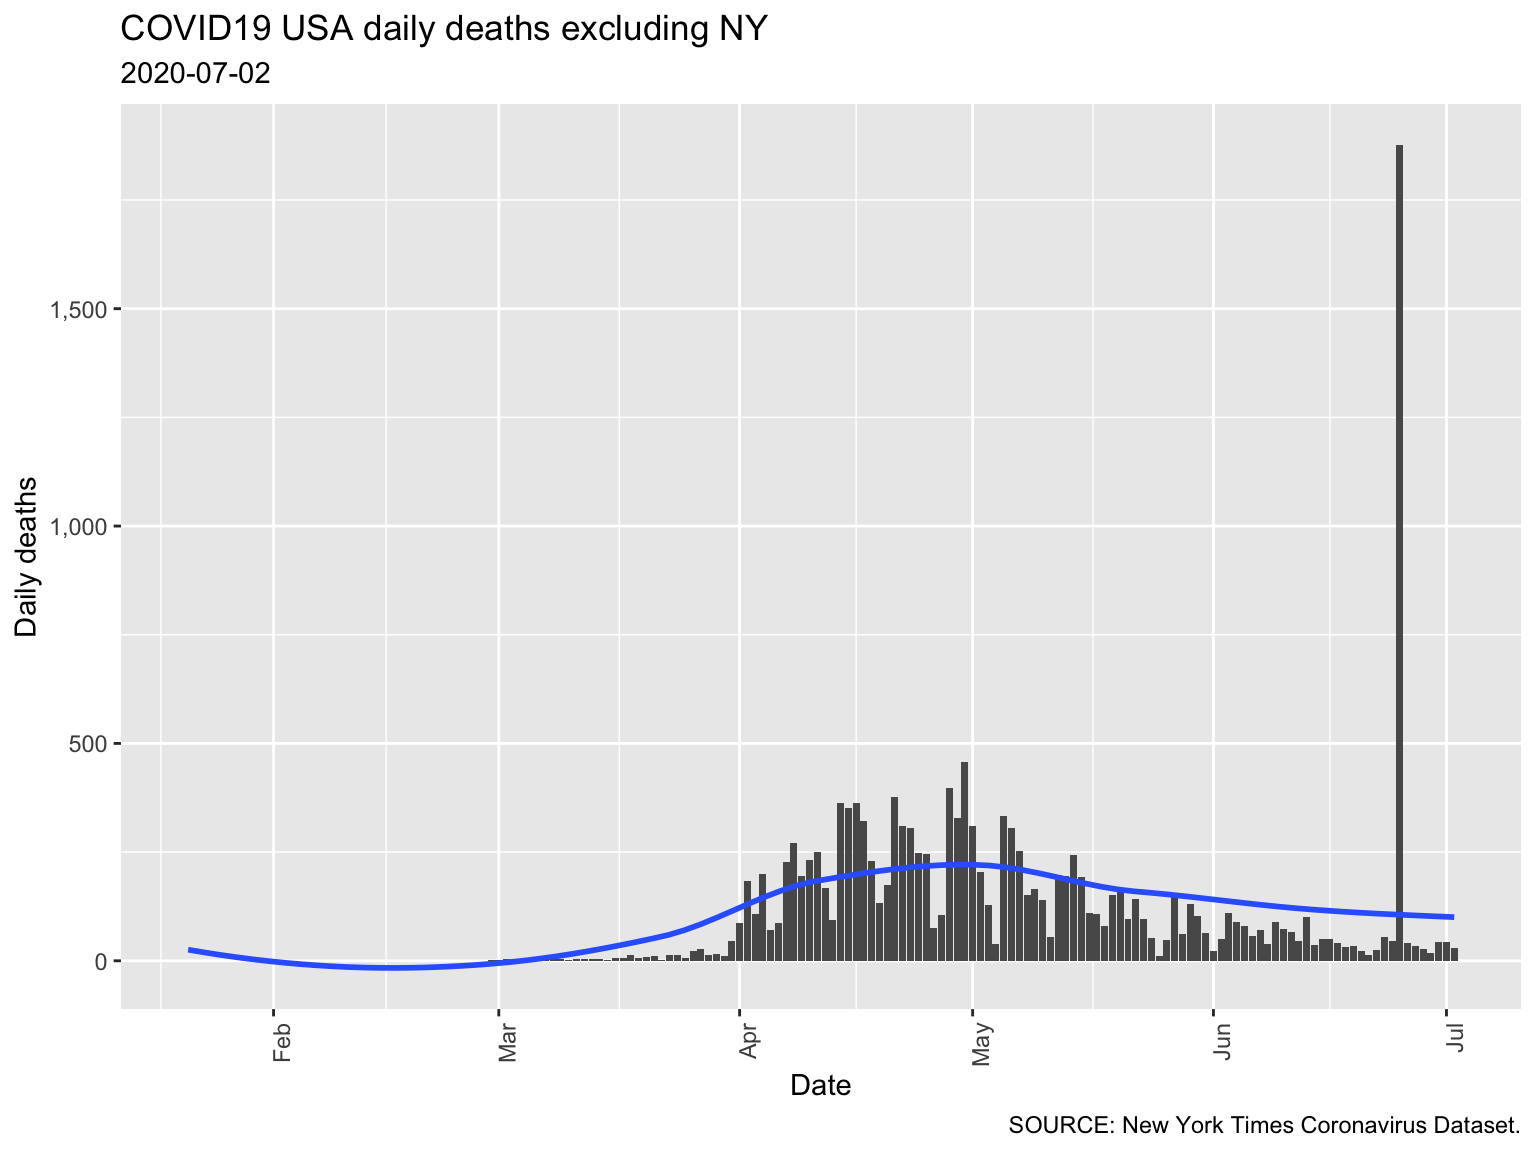 COVID19 USA daily deaths excluding NY
2020-07-02
Daily deaths
1,500
1,000
500
0
Feb
Mar
Apr
May
Jun
Jul
Date
SOURCE: New York Times Coronavirus Dataset.